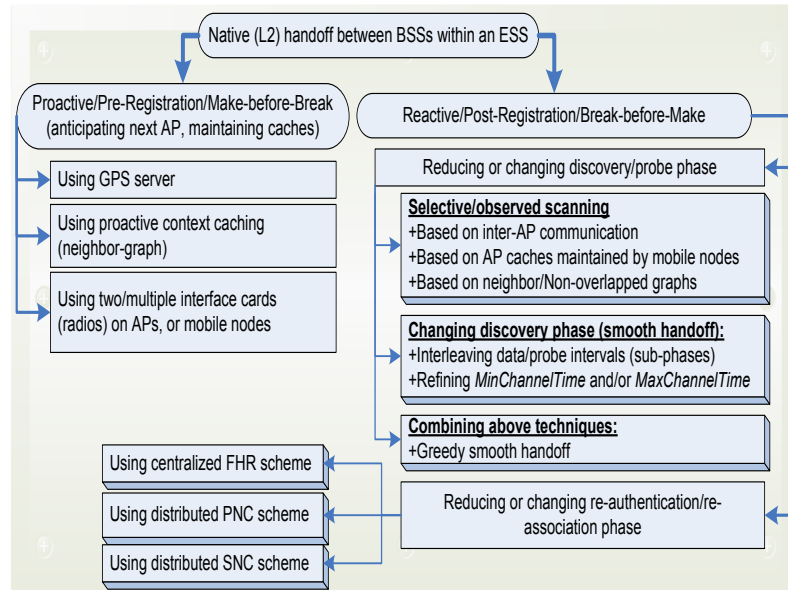 Native (L2) handoff between BSSs within an ESS
Proactive/Pre-Registration/Make-before-Break
(anticipating next AP, maintaining caches)
Using GPS server
Using proactive context caching
(neighbor-graph)
Using two/multiple interface cards
(radios) on APs, or mobile nodes
Reactive/Post-Registration/Break-before-Make
Reducing or changing discovery/probe phase
Selective/observed scanning
+Based on inter-AP communication
+Based on AP caches maintained by mobile nodes
+Based on neighbor/Non-overlapped graphs
Changing discovery phase (smooth handoff):
+Interleaving data/probe intervals (sub-phases)
+Refining MinChannelTime and/or MaxChannelTime
Combining above techniques:
+Greedy smooth handoff
Reducing or changing re-authentication/re-
association phase
Using centralized FHR scheme
Using distributed PNC scheme
Using distributed SNC scheme